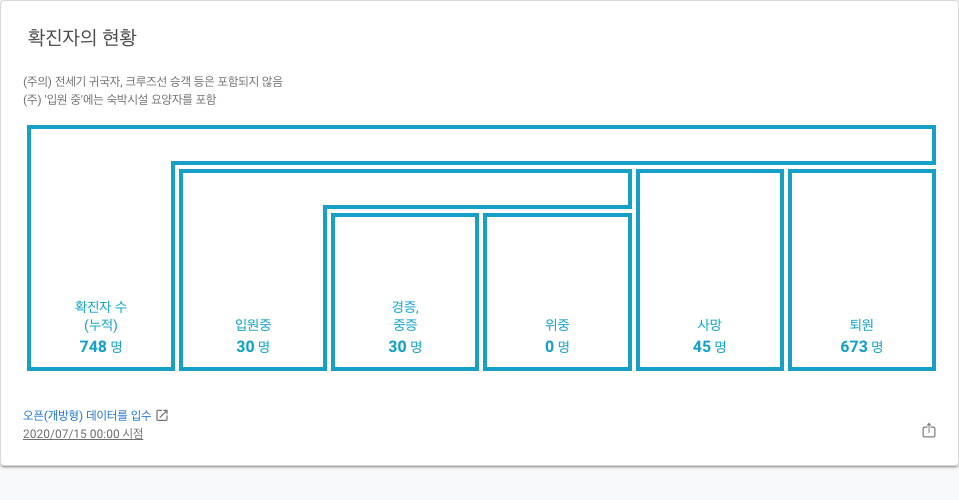 확진자의 현황
(주의) 전세기 귀국자, 크루즈선 승객 등은 포함되지 않음
(주) '입원 중'에는 숙박시설 요양자를 포함
확진자 수
(누적)
748 명
입원중
30 명
경증,
중증
30 명
위중
0 명
사망
45 명
퇴원
673 명
오픈(개방형) 데이터를 입수
2020/07/15 00:00 시점